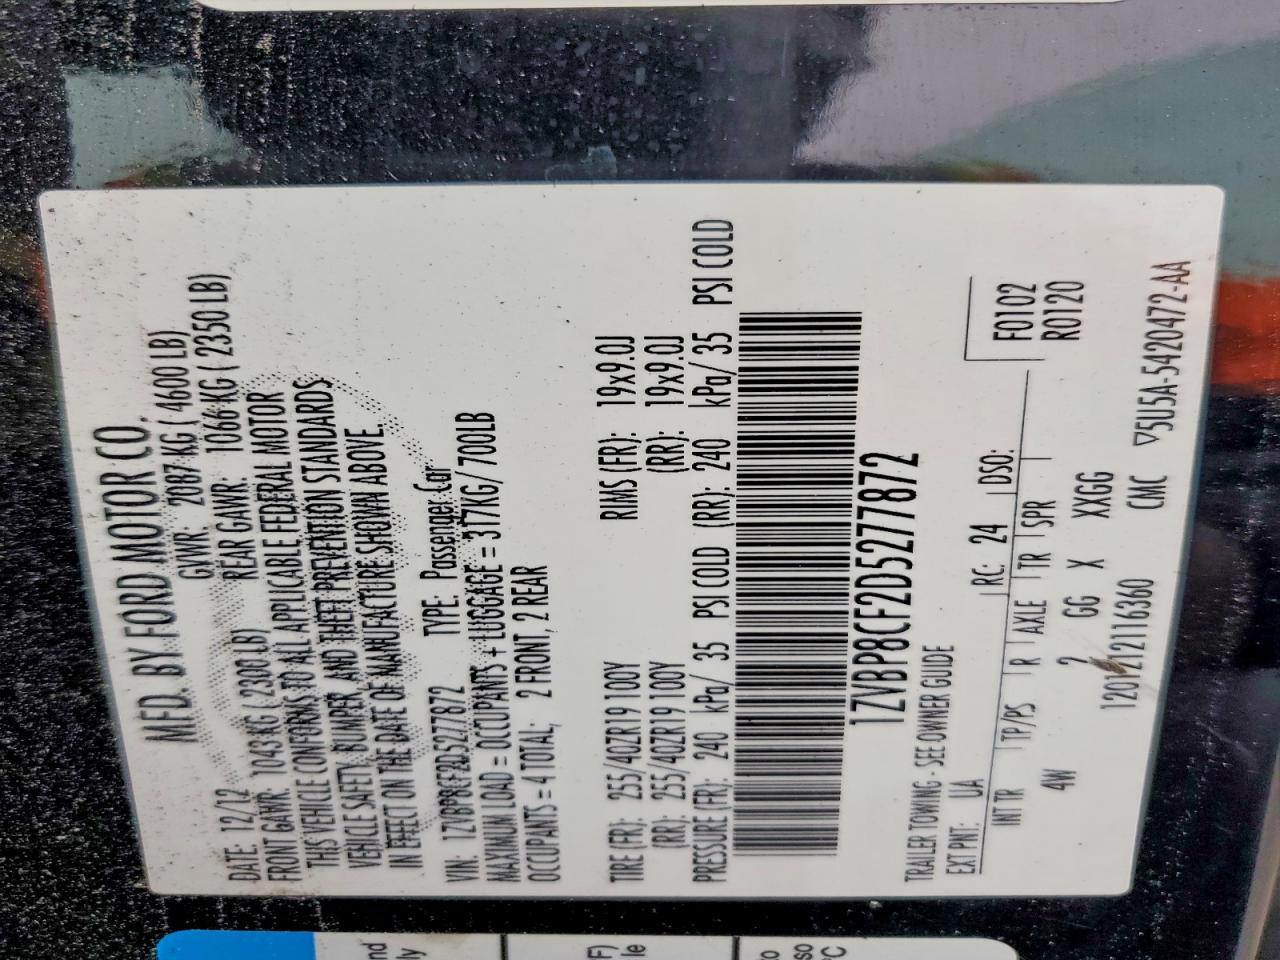 MFD. BY FORD MOTOR CO.
DATE: 12/12 GVWR: 2087 KG ( 4600 LB)
FRONT GAWR: 1043 KG ( 2300 LB) REAR GAWR: 1066 KG ( 2350 LB)
THIS VEHICLE CONFORMS TO ALL APPLICABLE FEDERAL MOTOR
VEHICLE SAFETY, BUMPER, AND THEFT PREVENTION STANDARDS
IN EFFECT ON THE DATE OF MANUFACTURE SHOWN ABOVE.
VIN: 1ZVBP8CF2D5277872 TYPE: Passenger Car
MAXIMUM LOAD = OCCUPANTS + LUGGAGE = 317KG/ 700LB
OCCUPANTS = 4 TOTAL; 2 FRONT, 2 REAR
TIRE (FR): 255/40ZR19 100Y RIMS (FR): 19x9.0J
(RR): 255/40ZR19 100Y (RR): 19x9.0J
PRESSURE (FR): 240 kPa/ 35 PSI COLD (RR): 240 kPa/ 35 PSI COLD
1ZVBP8CF2D5277872
TRAILER TOWING - SEE OWNER GUIDE
EXT PNT: UA RC: 24 DSO:
INT TR TP/PS R AXLE TR SPR
4W 2 GG X XXGG
F0102
R0120
120121211636​0 CMC ▽5U5A-5420472-AA
nd
ly
F)
le
so
°C